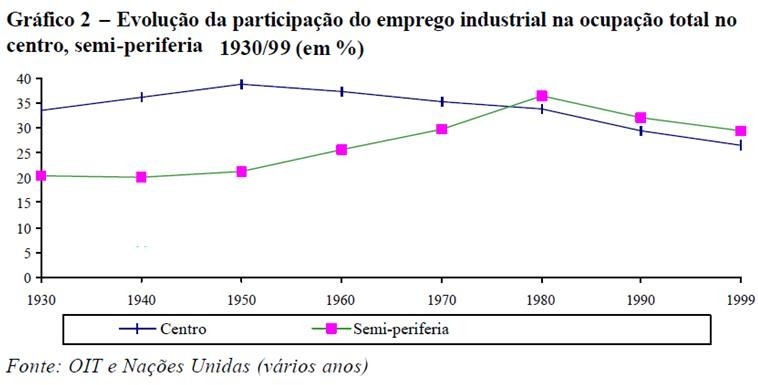 Gráfico 2 – Evolução da participação do emprego industrial na ocupação total no
centro, semi-periferia 1930/99 (em %)
40
35
30
25
20
15
10
5
0
1930 1940 1950 1960 1970 1980 1990 1999
Centro Semi-periferia
Fonte: OIT e Nações Unidas (vários anos)